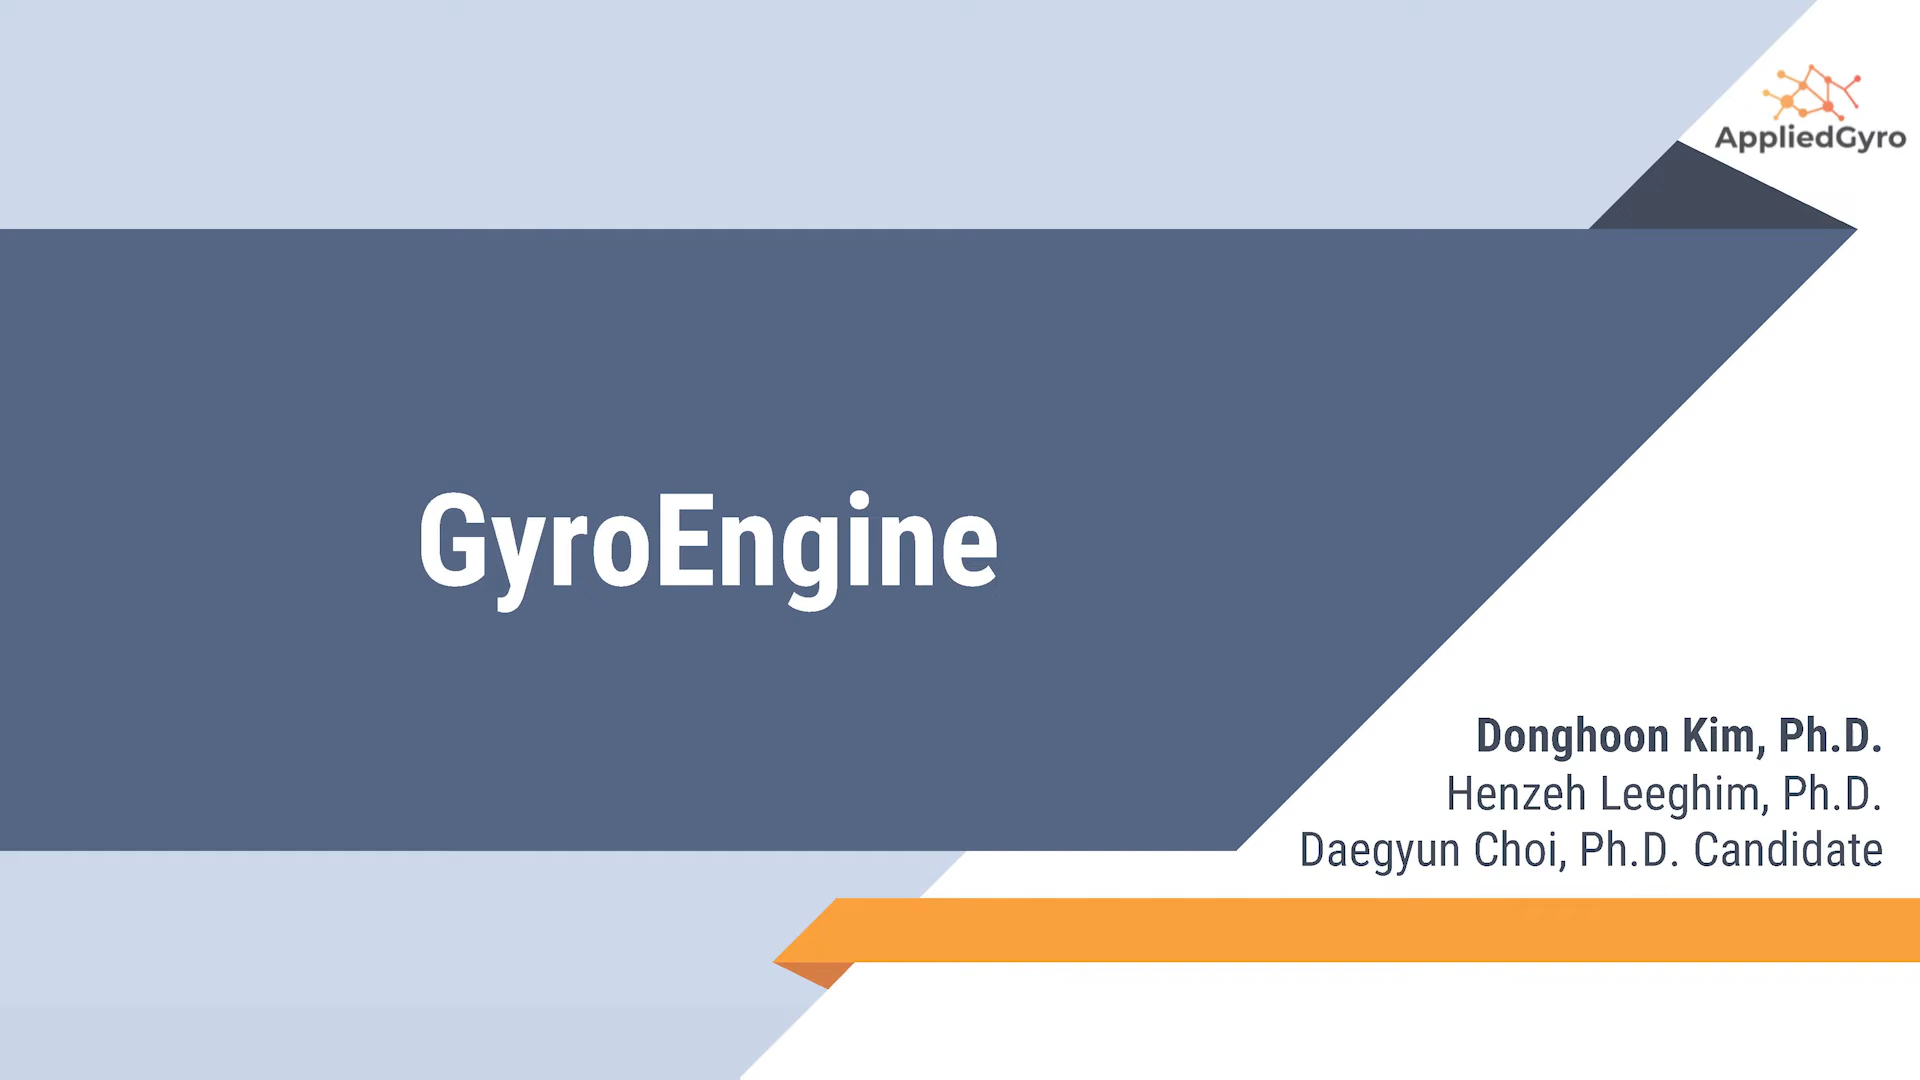 AppliedGyro
GyroEngine
Donghoon Kim, Ph.D.
Henzeh Leeghim, Ph.D.
Daegyun Choi, Ph.D. Candidate